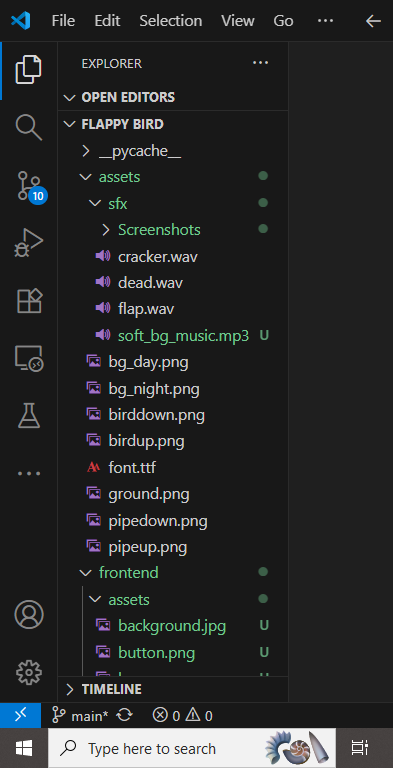 File Edit Selection View Go ...
EXPLORER ...
OPEN EDITORS
FLAPPY BIRD
__pycache__
assets
sfx
Screenshots
10
cracker.wav
dead.wav
flap.wav
soft_bg_music.mp3 U
bg_day.png
bg_night.png
birddown.png
birdup.png
font.ttf
ground.png
pipedown.png
pipeup.png
frontend
assets
background.jpg U
button.png U
TIMELINE
main* 0 0
Type here to search